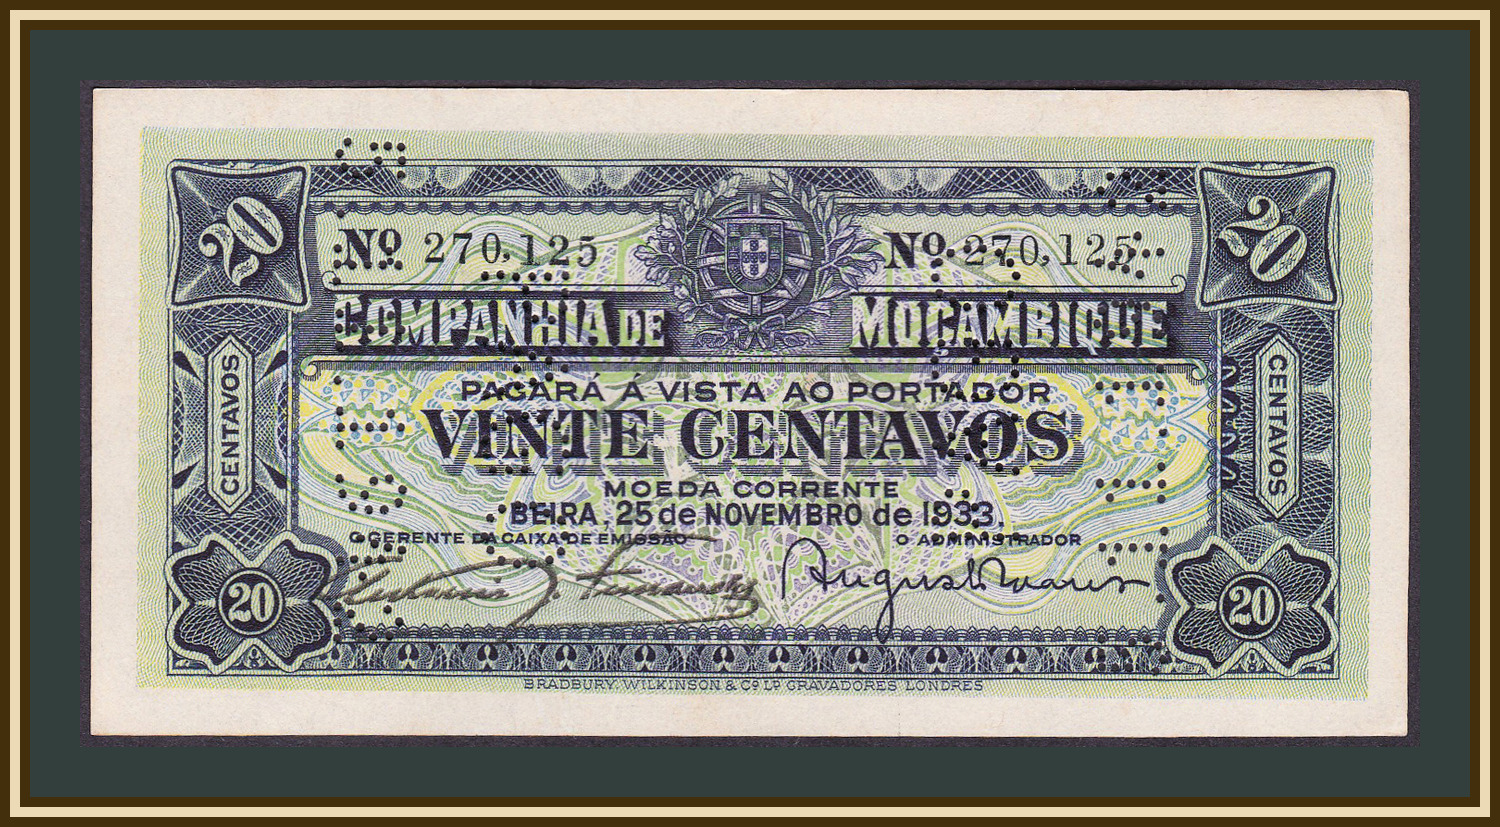 20
20
Nº 270,125
Nº 270,125
COMPANHIA DE MOÇAMBIQUE
PAGARÁ Á VISTA AO PORTADOR
VINTE CENTAVOS
MOEDA CORRENTE
BEIRA, 25 de NOVEMBRO de 1933.
O GERENTE DA CAIXA DE EMISSÃO
O ADMINISTRADOR
CENTAVOS
CENTAVOS
20
20
BRADBURY, WILKINSON & Cº Lº GRAVADORES LONDRES